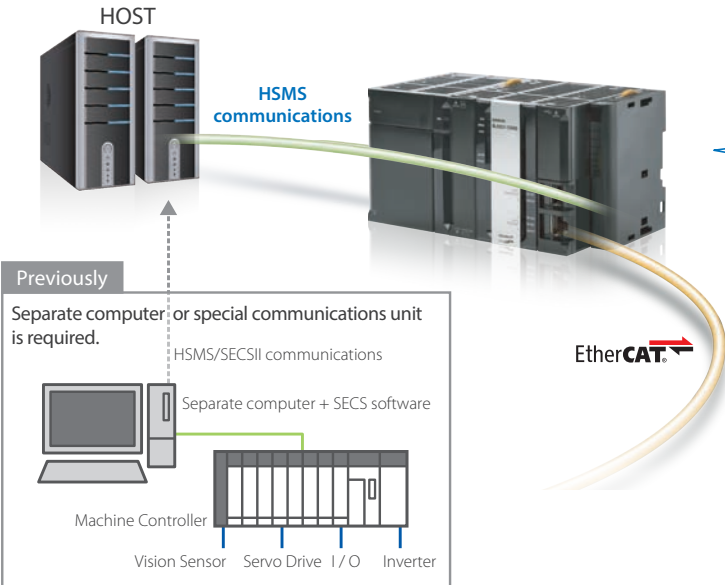 HOST
HSMS
communications
Previously
Separate computer or special communications unit
is required.
HSMS/SECSII communications
Separate computer + SECS software
Machine Controller
Vision Sensor Servo Drive I / O Inverter
EtherCAT®